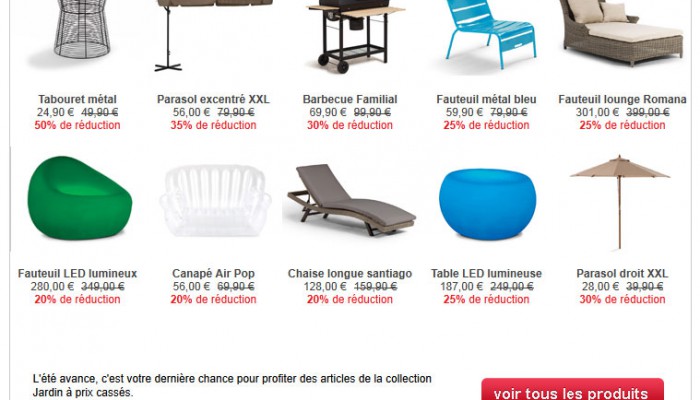 Tabouret métal
24,90 € 49,90 €
50% de réduction
Parasol excentré XXL
56,00 € 79,90 €
35% de réduction
Barbecue Familial
69,90 € 99,90 €
30% de réduction
Fauteuil métal bleu
59,90 € 79,90 €
25% de réduction
Fauteuil lounge Romana
301,00 € 399,00 €
25% de réduction
Fauteuil LED lumineux
280,00 € 349,00 €
20% de réduction
Canapé Air Pop
56,00 € 69,90 €
20% de réduction
Chaise longue santiago
128,00 € 159,90 €
20% de réduction
Table LED lumineuse
187,00 € 249,00 €
25% de réduction
Parasol droit XXL
28,00 € 39,90 €
30% de réduction
L'été avance, c'est votre dernière chance pour profiter des articles de la collection
Jardin à prix cassés.
voir tous les produits